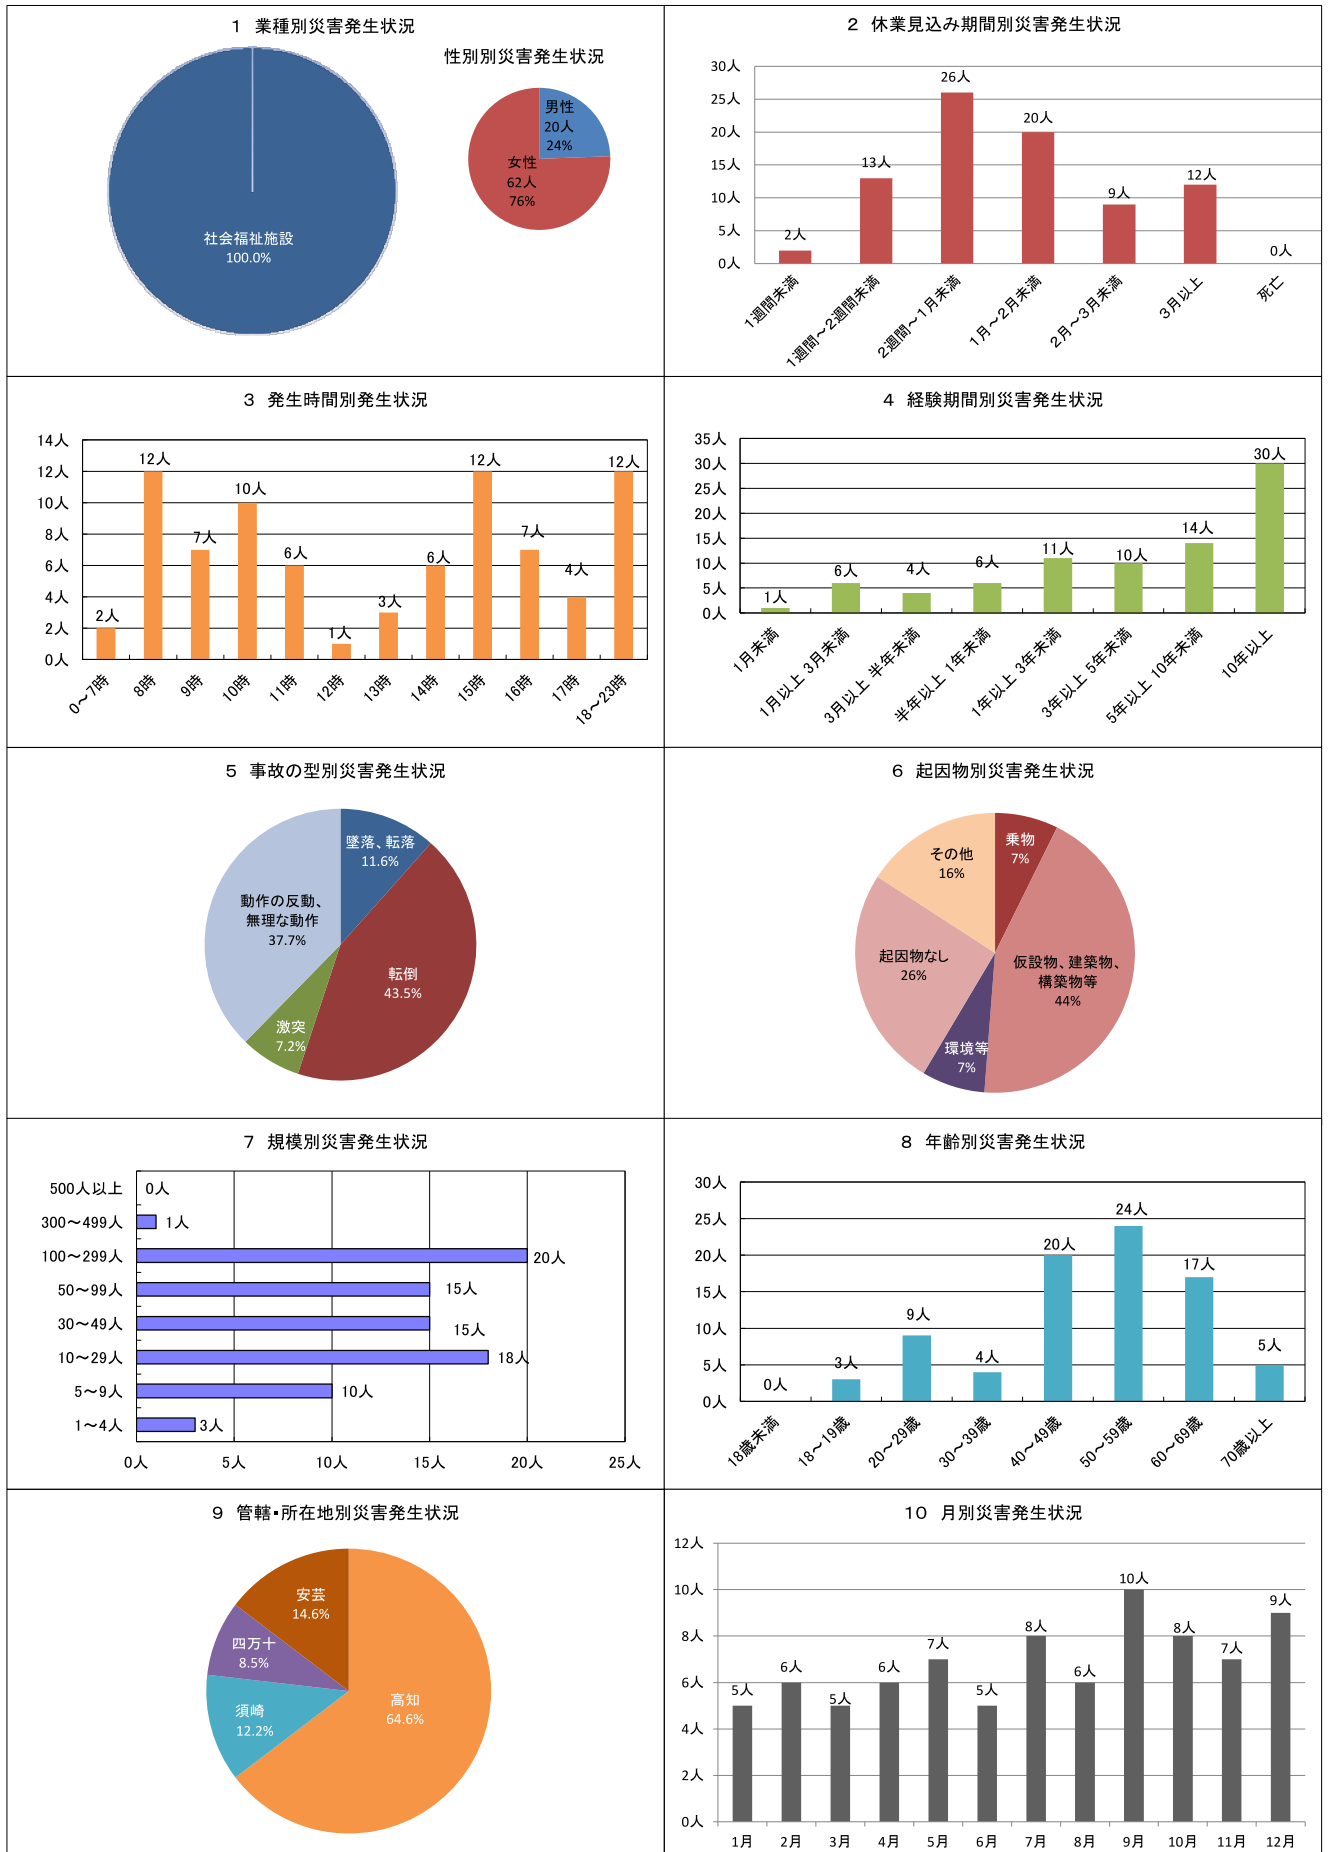 1 業種別災害発生状況
社会福祉施設
100.0%
性別別災害発生状況
男性
20人
24%
女性
62人
76%
2 休業見込み期間別災害発生状況
30人
25人
20人
15人
10人
5人
0人
2人
13人
26人
20人
9人
12人
0人
1週間未満
1週間～2週間未満
2週間～1月未満
1月～2月未満
2月～3月未満
3月以上
死亡
3 発生時間別発生状況
14人
12人
10人
8人
6人
4人
2人
0人
2人
12人
7人
10人
6人
1人
3人
6人
12人
7人
4人
12人
0～7時
8時
9時
10時
11時
12時
13時
14時
15時
16時
17時
18～23時
4 経験期間別災害発生状況
35人
30人
25人
20人
15人
10人
5人
0人
1人
6人
4人
6人
11人
10人
14人
30人
1月未満
1月以上 3月未満
3月以上 半年未満
半年以上 1年未満
1年以上 3年未満
3年以上 5年未満
5年以上 10年未満
10年以上
5 事故の型別災害発生状況
墜落、転落
11.6%
転倒
43.5%
激突
7.2%
動作の反動、
無理な動作
37.7%
6 起因物別災害発生状況
乗物
7%
仮設物、建築物、
構築物等
44%
環境等
7%
起因物なし
26%
その他
16%
7 規模別災害発生状況
500人以上 0人
300～499人 1人
100～299人 20人
50～99人 15人
30～49人 15人
10～29人 18人
5～9人 10人
1～4人 3人
0人 5人 10人 15人 20人 25人
8 年齢別災害発生状況
30人
25人
20人
15人
10人
5人
0人
0人
3人
9人
4人
20人
24人
17人
5人
18歳未満
18～19歳
20～29歳
30～39歳
40～49歳
50～59歳
60～69歳
70歳以上
9 管轄・所在地別災害発生状況
高知
64.6%
須崎
12.2%
四万十
8.5%
安芸
14.6%
10 月別災害発生状況
12人
10人
8人
6人
4人
2人
0人
5人
6人
5人
6人
7人
5人
8人
6人
10人
8人
7人
9人
1月 2月 3月 4月 5月 6月 7月 8月 9月 10月 11月 12月